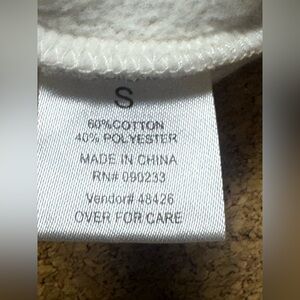 S
60%COTTON
40% POLYESTER
MADE IN CHINA
RN# 090233
Vendor# 48426
OVER FOR CARE